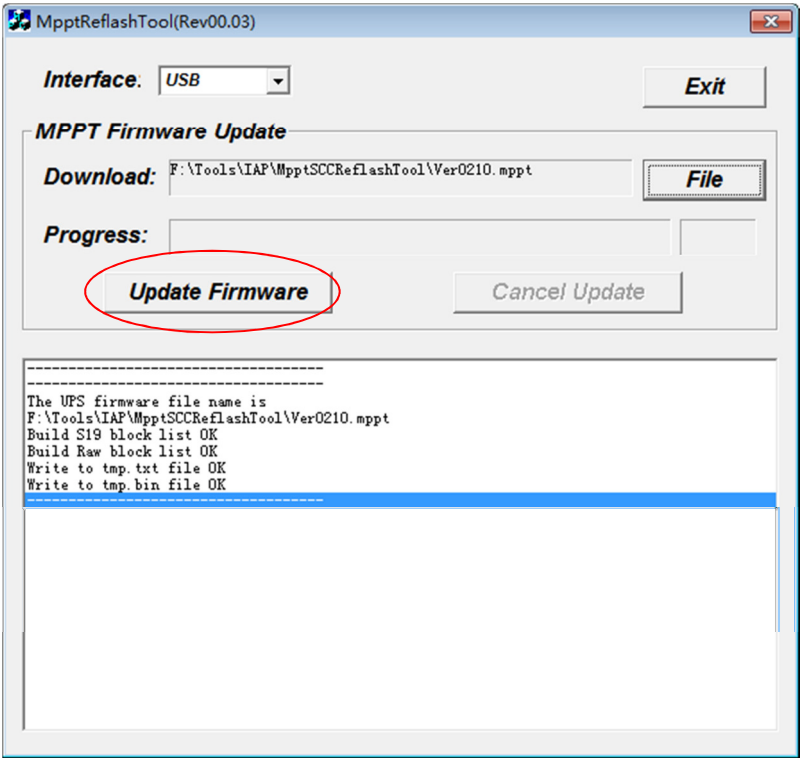 MpptReflashTool(Rev00.03)
Interface: USB
Exit
MPPT Firmware Update
Download: F:\Tools\IAP\MpptSCCReflashTool\Ver0210.mppt
File
Progress:
Update Firmware
Cancel Update
------------------------------------
------------------------------------
The UPS firmware file name is
F:\Tools\IAP\MpptSCCReflashTool\Ver0210.mppt
Build S19 block list OK
Build Raw block list OK
Write to tmp.txt file OK
Write to tmp.bin file OK
------------------------------------